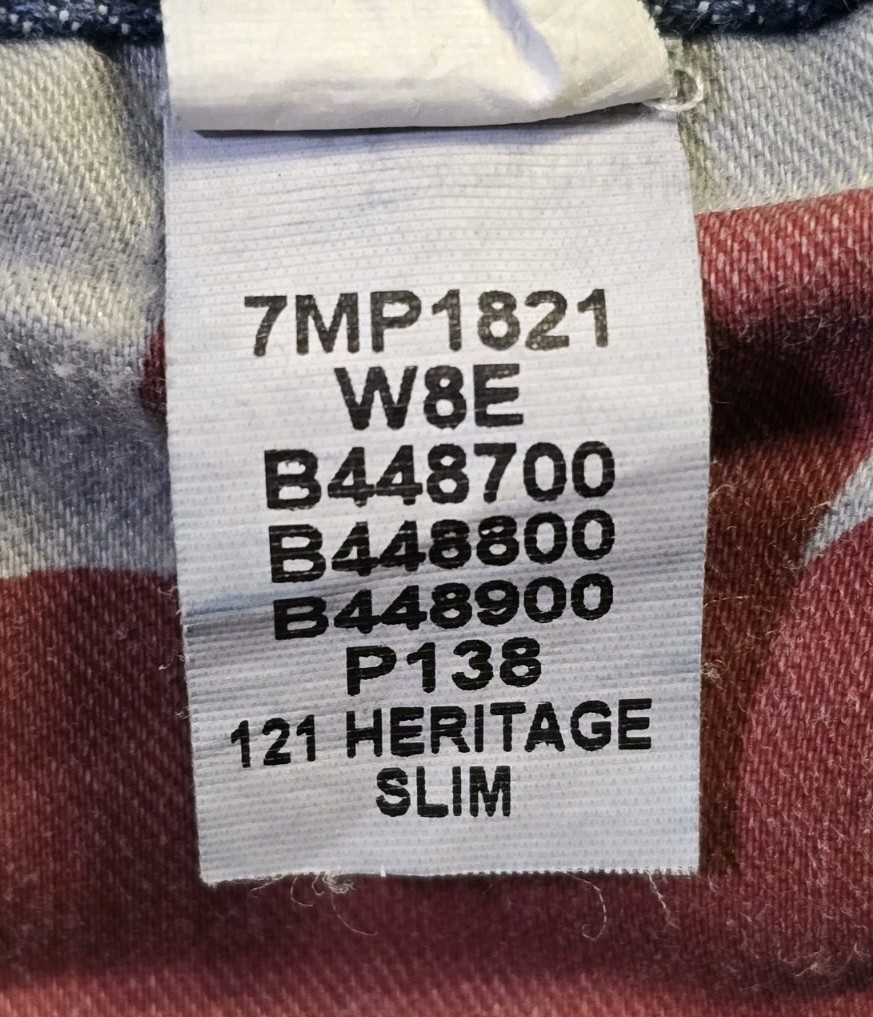 7MP1821
W8E
B448700
B448800
B448900
P138
121 HERITAGE
SLIM